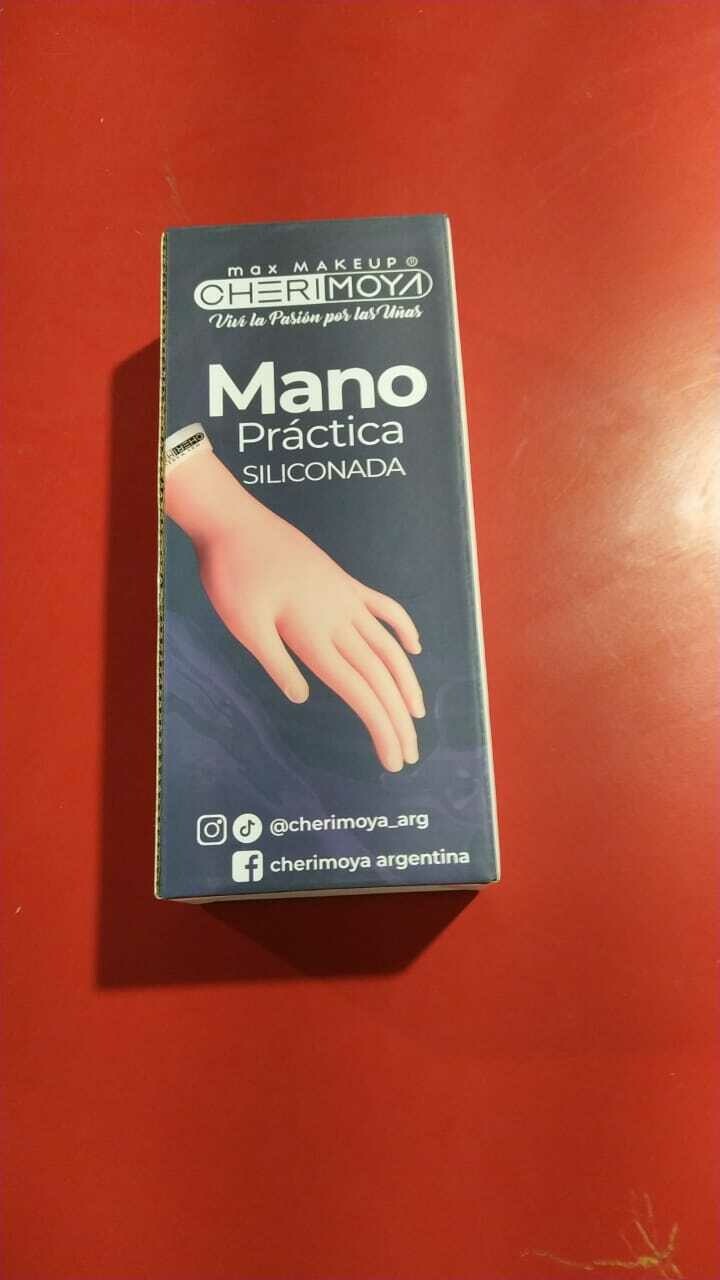 max MAKEUP ®
CHERIMOYA
Viví la Pasión por las Uñas
Mano
Práctica
SILICONADA
@cherimoya_arg
cherimoya argentina